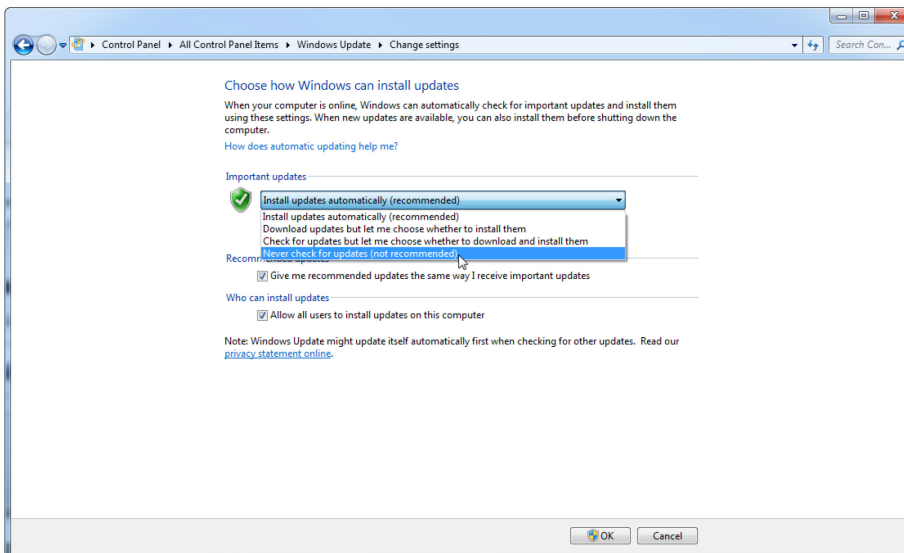 Control Panel ▸ All Control Panel Items ▸ Windows Update ▸ Change settings
Search Con...
Choose how Windows can install updates
When your computer is online, Windows can automatically check for important updates and install them
using these settings. When new updates are available, you can also install them before shutting down the
computer.
How does automatic updating help me?
Important updates
Install updates automatically (recommended)
Install updates automatically (recommended)
Download updates but let me choose whether to install them
Check for updates but let me choose whether to download and install them
Never check for updates (not recommended)
Recommended updates
Give me recommended updates the same way I receive important updates
Who can install updates
Allow all users to install updates on this computer
Note: Windows Update might update itself automatically first when checking for other updates. Read our
privacy statement online.
OK
Cancel